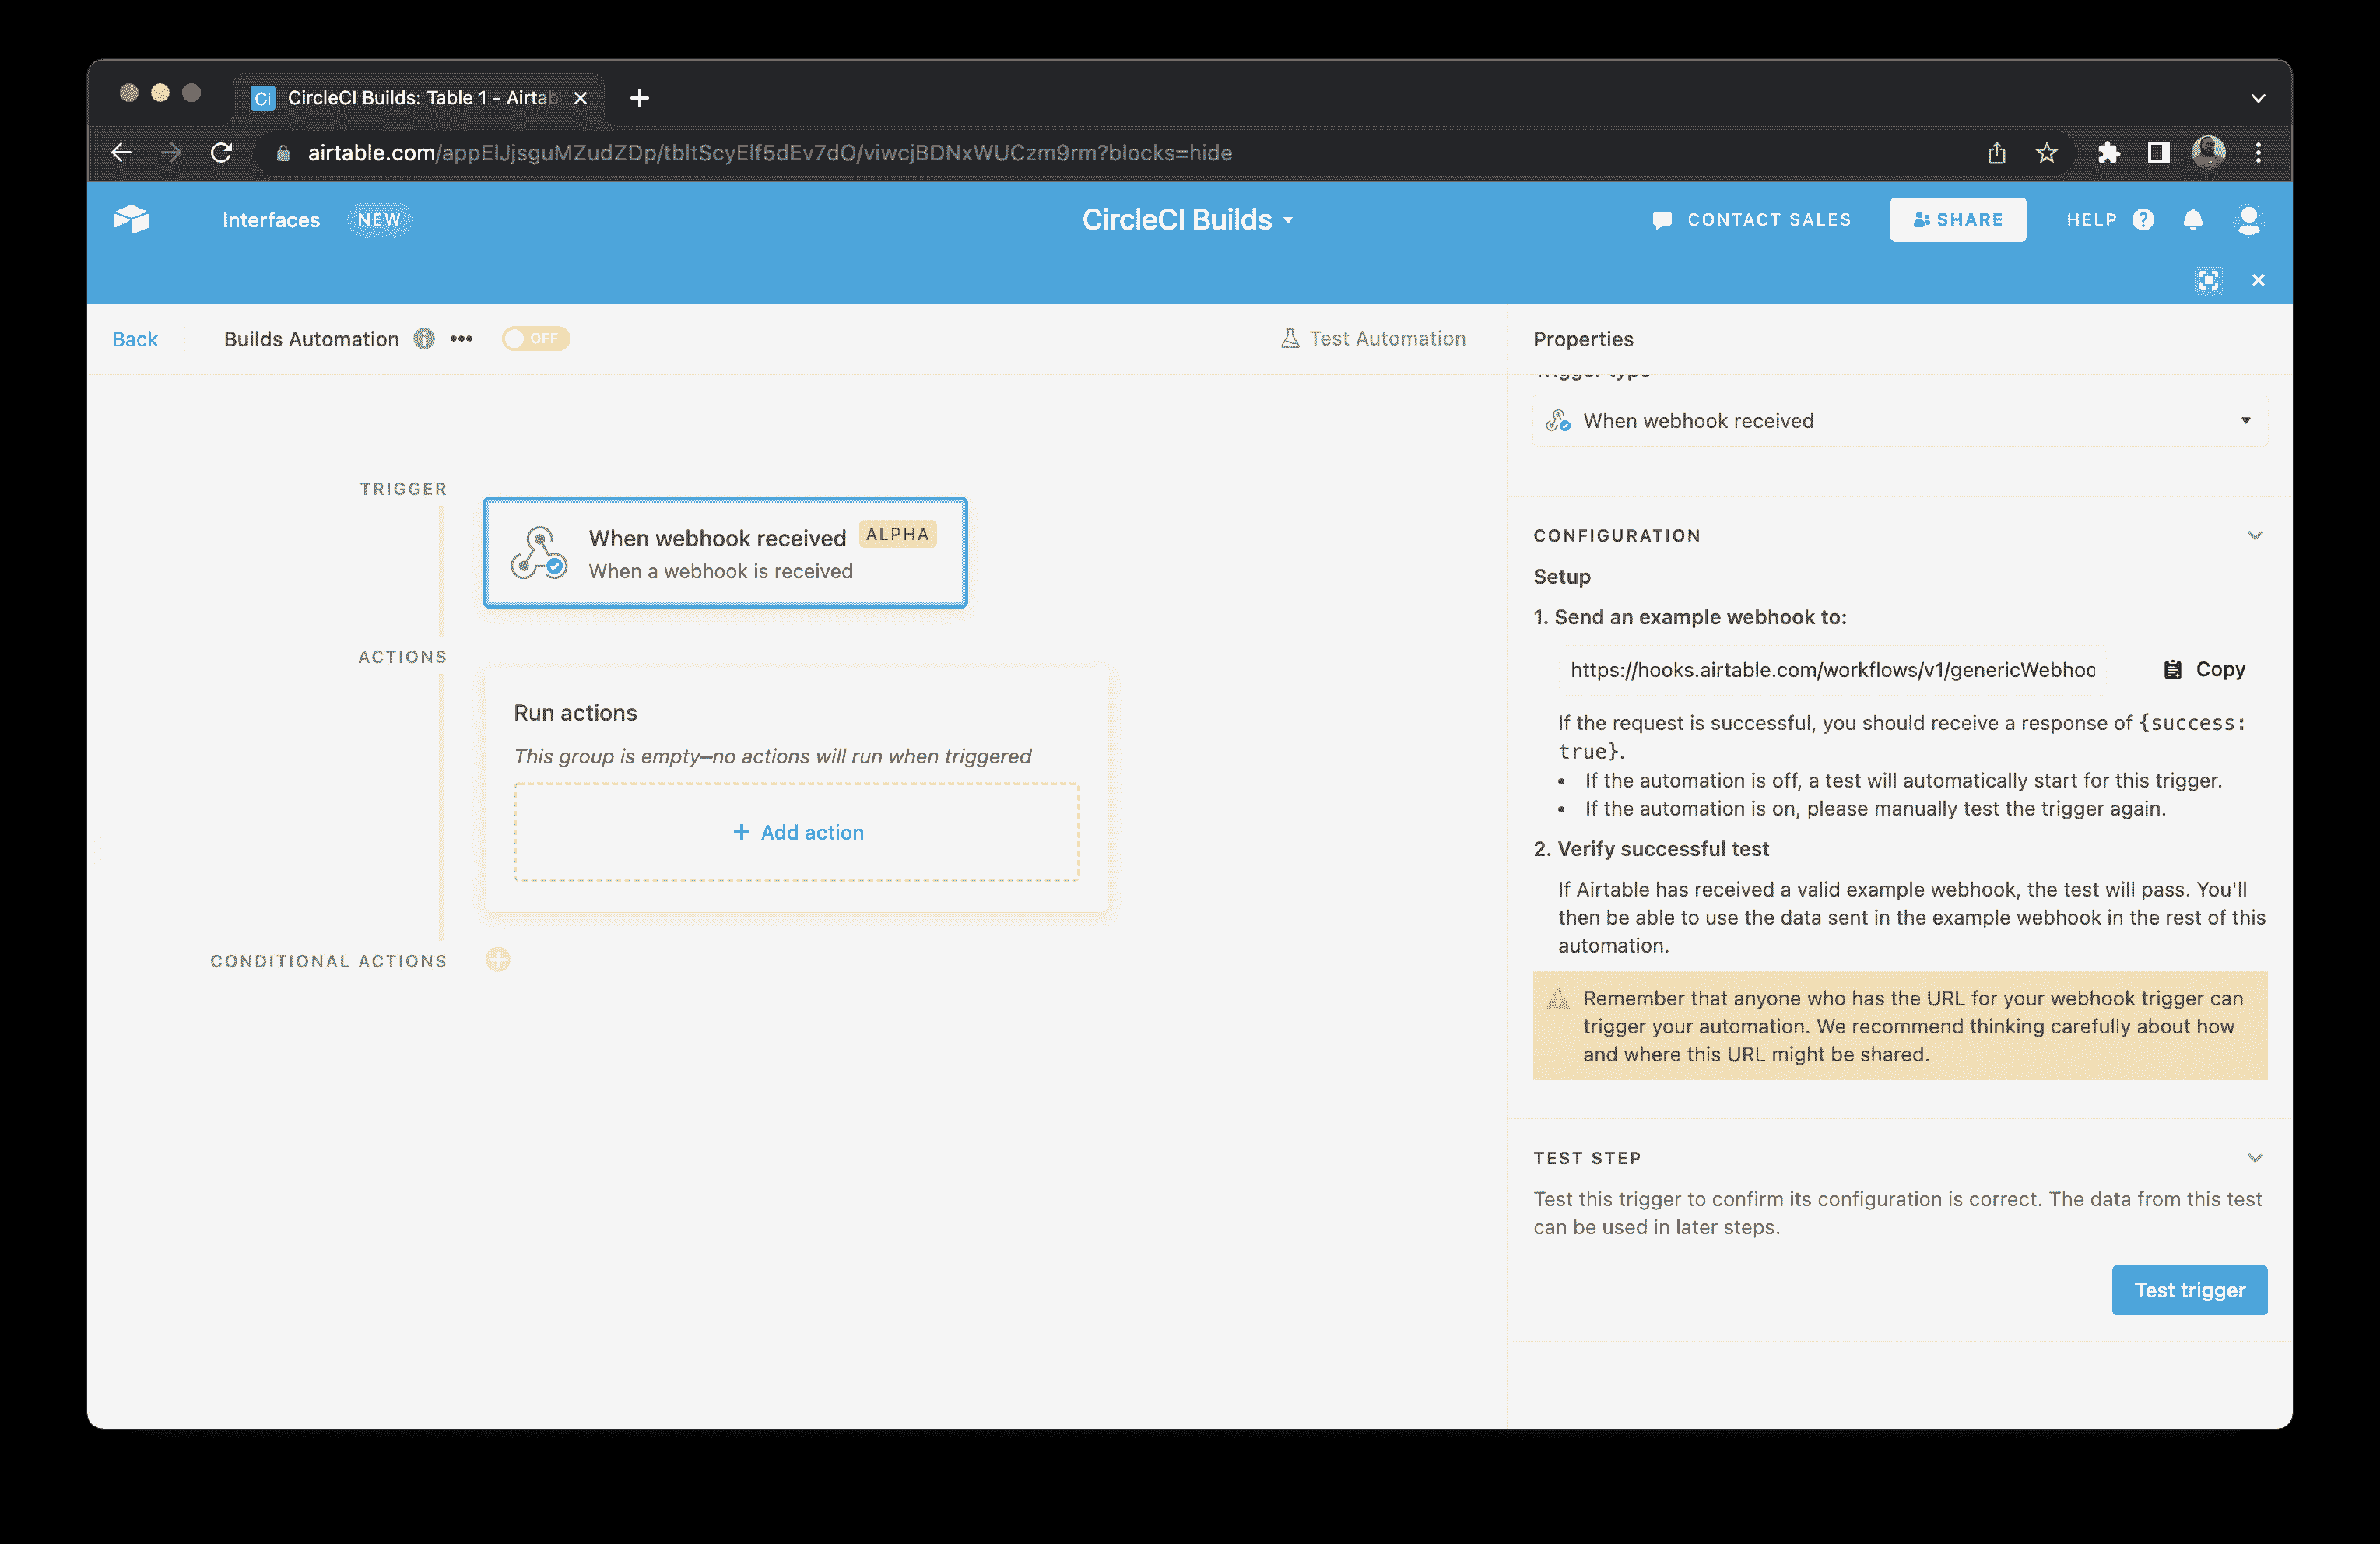 Ci CircleCI Builds: Table 1 - Airtab
airtable.com/appElJjsguMZudZDp/tbltScyElf5dEv7dO/viwcjBDNxWUCzm9rm?blocks=hide
Interfaces NEW CircleCI Builds CONTACT SALES SHARE HELP ?
Back Builds Automation OFF Test Automation Properties
Trigger type
When webhook received
TRIGGER
When webhook received ALPHA
When a webhook is received
ACTIONS
Run actions
This group is empty—no actions will run when triggered
+ Add action
CONDITIONAL ACTIONS
CONFIGURATION
Setup
1. Send an example webhook to:
https://hooks.airtable.com/workflows/v1/genericWebhoo Copy
If the request is successful, you should receive a response of {success:
true}.
• If the automation is off, a test will automatically start for this trigger.
• If the automation is on, please manually test the trigger again.
2. Verify successful test
If Airtable has received a valid example webhook, the test will pass. You'll
then be able to use the data sent in the example webhook in the rest of this
automation.
Remember that anyone who has the URL for your webhook trigger can
trigger your automation. We recommend thinking carefully about how
and where this URL might be shared.
TEST STEP
Test this trigger to confirm its configuration is correct. The data from this test
can be used in later steps.
Test trigger